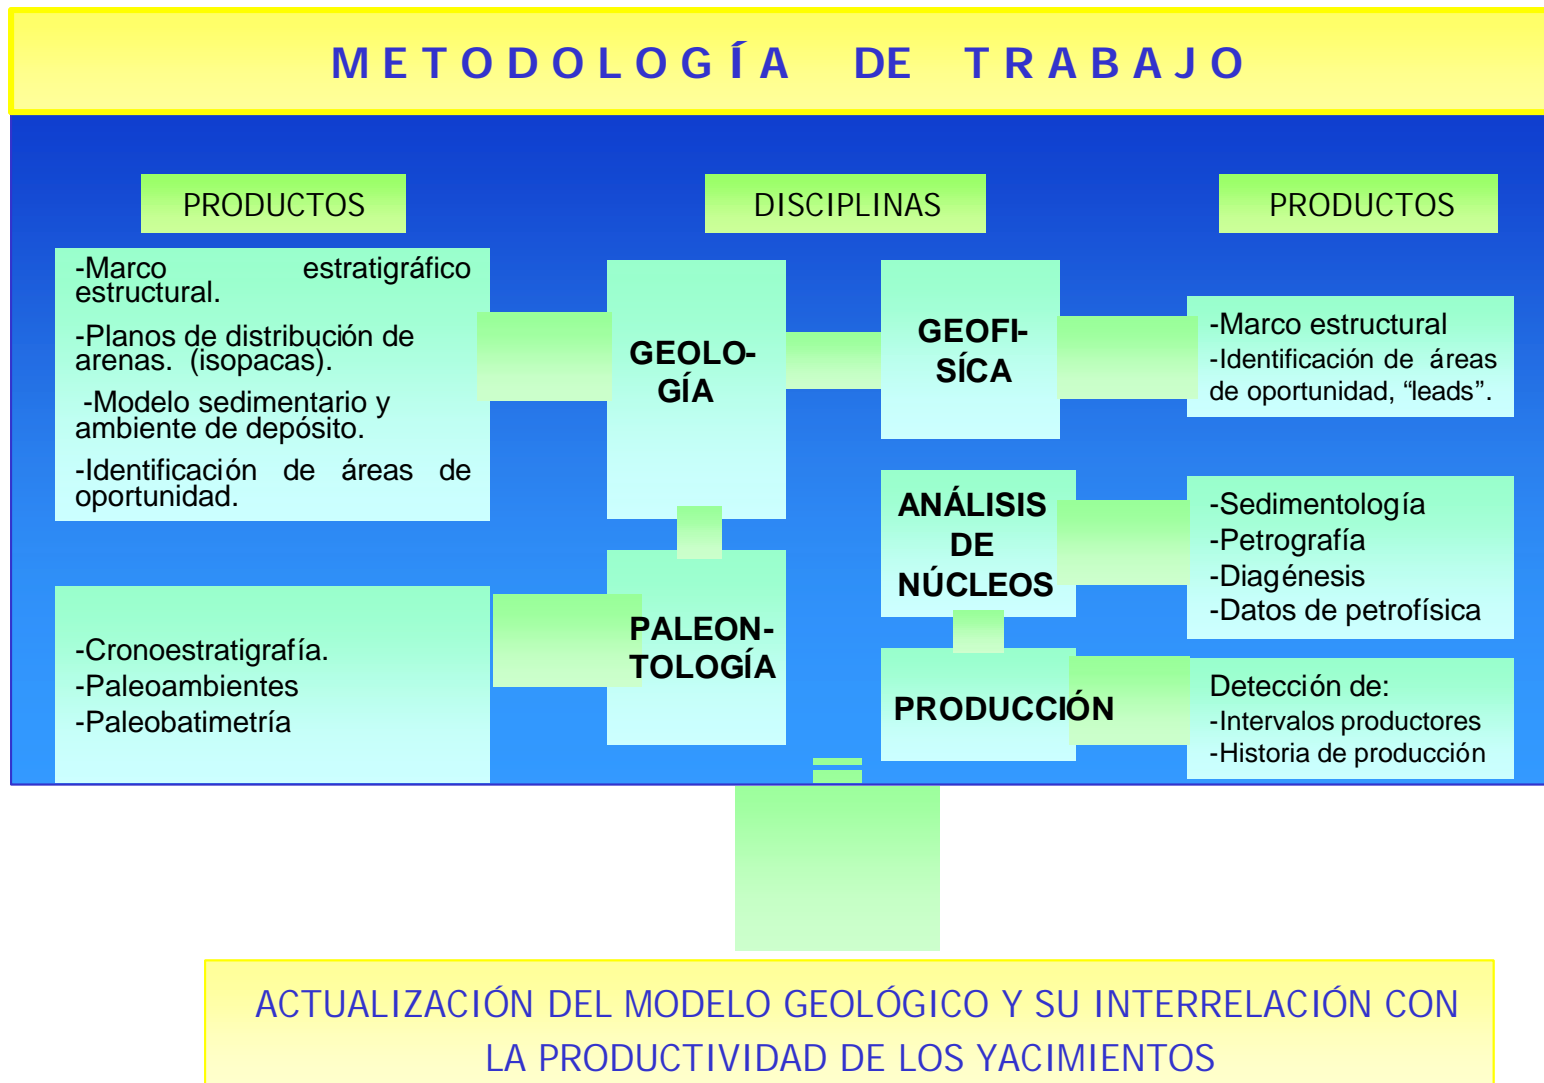 METODOLOGÍA DE TRABAJO
PRODUCTOS
DISCIPLINAS
PRODUCTOS
-Marco estratigráfico
estructural.
-Planos de distribución de
arenas. (isopacas).
-Modelo sedimentario y
ambiente de depósito.
-Identificación de áreas de
oportunidad.
GEOLO-
GÍA
GEOFI-
SÍCA
-Marco estructural
-Identificación de áreas
de oportunidad, “leads”.
ANÁLISIS
DE
NÚCLEOS
-Sedimentología
-Petrografía
-Diagénesis
-Datos de petrofísica
-Cronoestratigrafía.
-Paleoambientes
-Paleobatimetría
PALEON-
TOLOGÍA
PRODUCCIÓN
Detección de:
-Intervalos productores
-Historia de producción
ACTUALIZACIÓN DEL MODELO GEOLÓGICO Y SU INTERRELACIÓN CON
LA PRODUCTIVIDAD DE LOS YACIMIENTOS